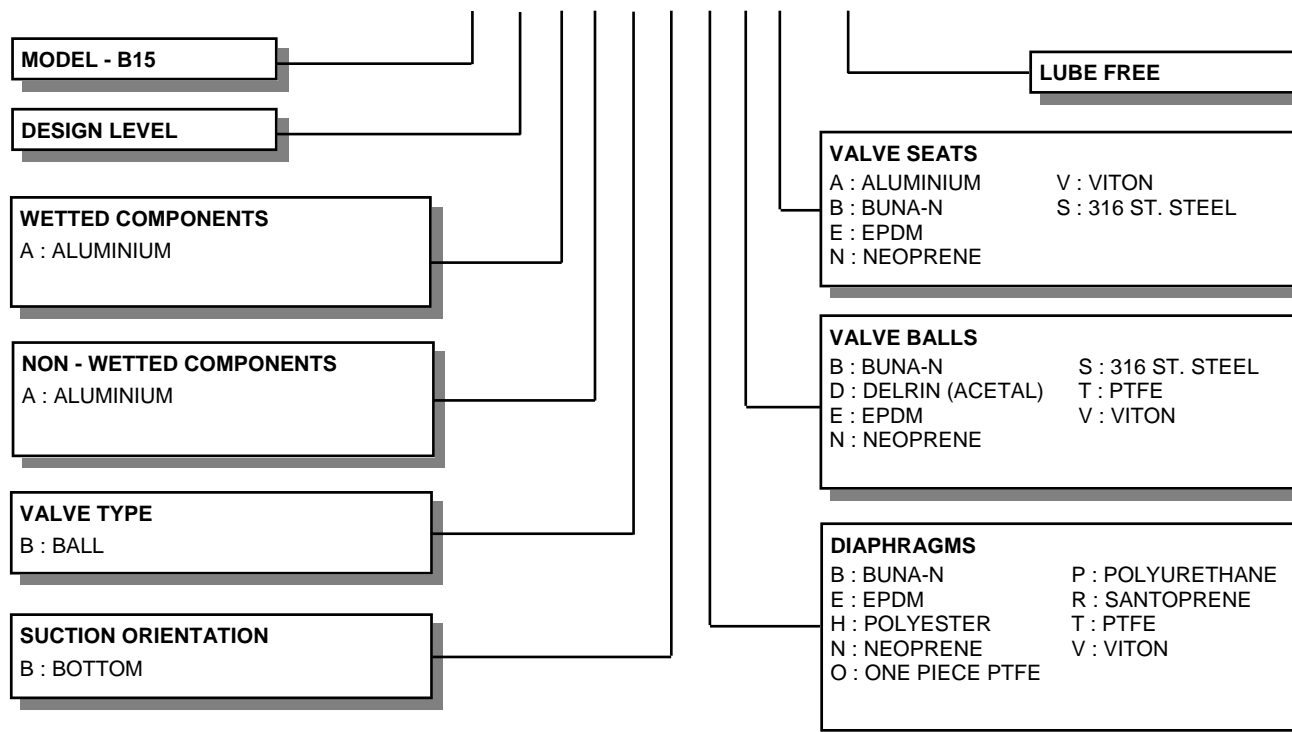 MODEL - B15
DESIGN LEVEL
WETTED COMPONENTS
A : ALUMINIUM
NON - WETTED COMPONENTS
A : ALUMINIUM
VALVE TYPE
B : BALL
SUCTION ORIENTATION
B : BOTTOM
LUBE FREE
VALVE SEATS
A : ALUMINIUM V : VITON
B : BUNA-N S : 316 ST. STEEL
E : EPDM
N : NEOPRENE
VALVE BALLS
B : BUNA-N S : 316 ST. STEEL
D : DELRIN (ACETAL) T : PTFE
E : EPDM V : VITON
N : NEOPRENE
DIAPHRAGMS
B : BUNA-N P : POLYURETHANE
E : EPDM R : SANTOPRENE
H : POLYESTER T : PTFE
N : NEOPRENE V : VITON
O : ONE PIECE PTFE